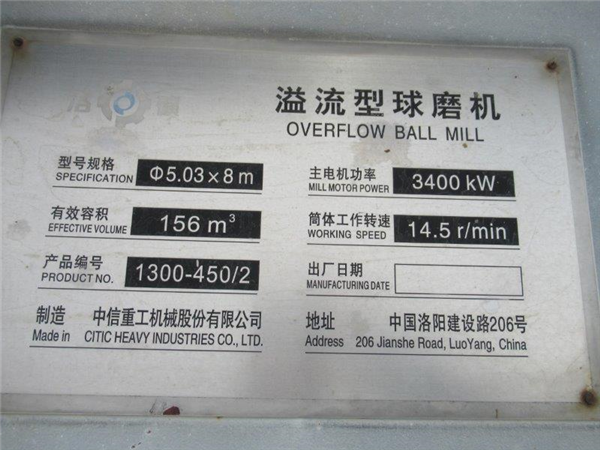 溢流型球磨机
OVERFLOW BALL MILL
型号规格
SPECIFICATION
Φ5.03×8m
主电机功率
MILL MOTOR POWER
3400 kW
有效容积
EFFECTIVE VOLUME
156 m³
筒体工作转速
WORKING SPEED
14.5 r/min
产品编号
PRODUCT NO.
1300-450/2
出厂日期
MANUFACTURING DATE
制造 中信重工机械股份有限公司
Made in CITIC HEAVY INDUSTRIES CO., LTD.
地址 中国洛阳建设路206号
Address 206 Jianshe Road, LuoYang, China